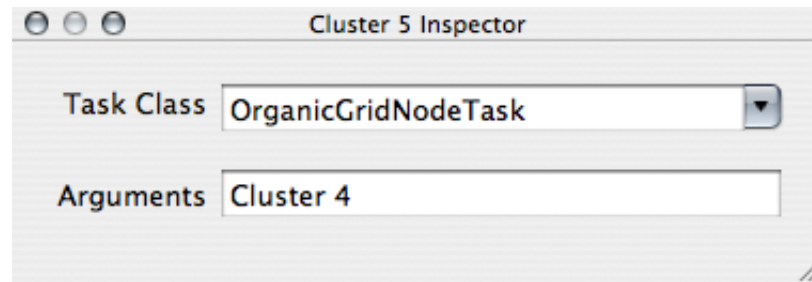 Cluster 5 Inspector
Task Class OrganicGridNodeTask
Arguments Cluster 4